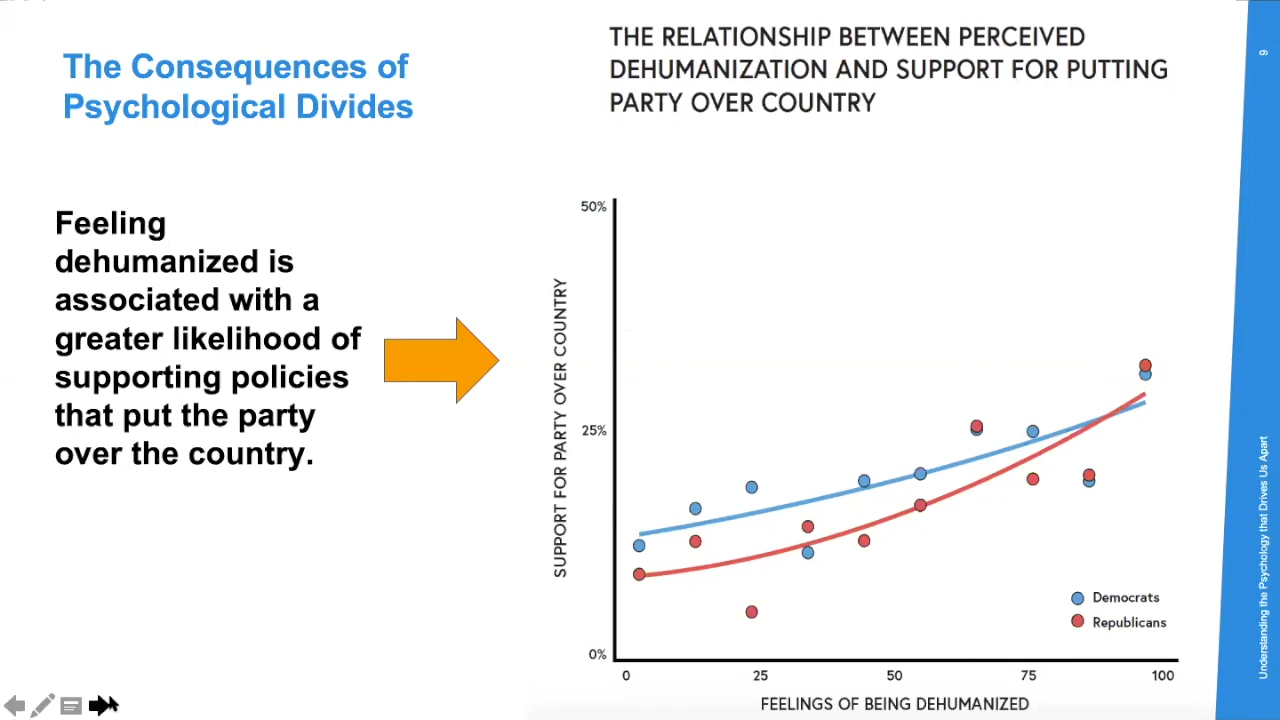 The Consequences of
Psychological Divides
Feeling
dehumanized is
associated with a
greater likelihood of
supporting policies
that put the party
over the country.
THE RELATIONSHIP BETWEEN PERCEIVED
DEHUMANIZATION AND SUPPORT FOR PUTTING
PARTY OVER COUNTRY
SUPPORT FOR PARTY OVER COUNTRY
50%
25%
0%
0 25 50 75 100
FEELINGS OF BEING DEHUMANIZED
Democrats
Republicans
9
Understanding the Psychology that Drives Us Apart